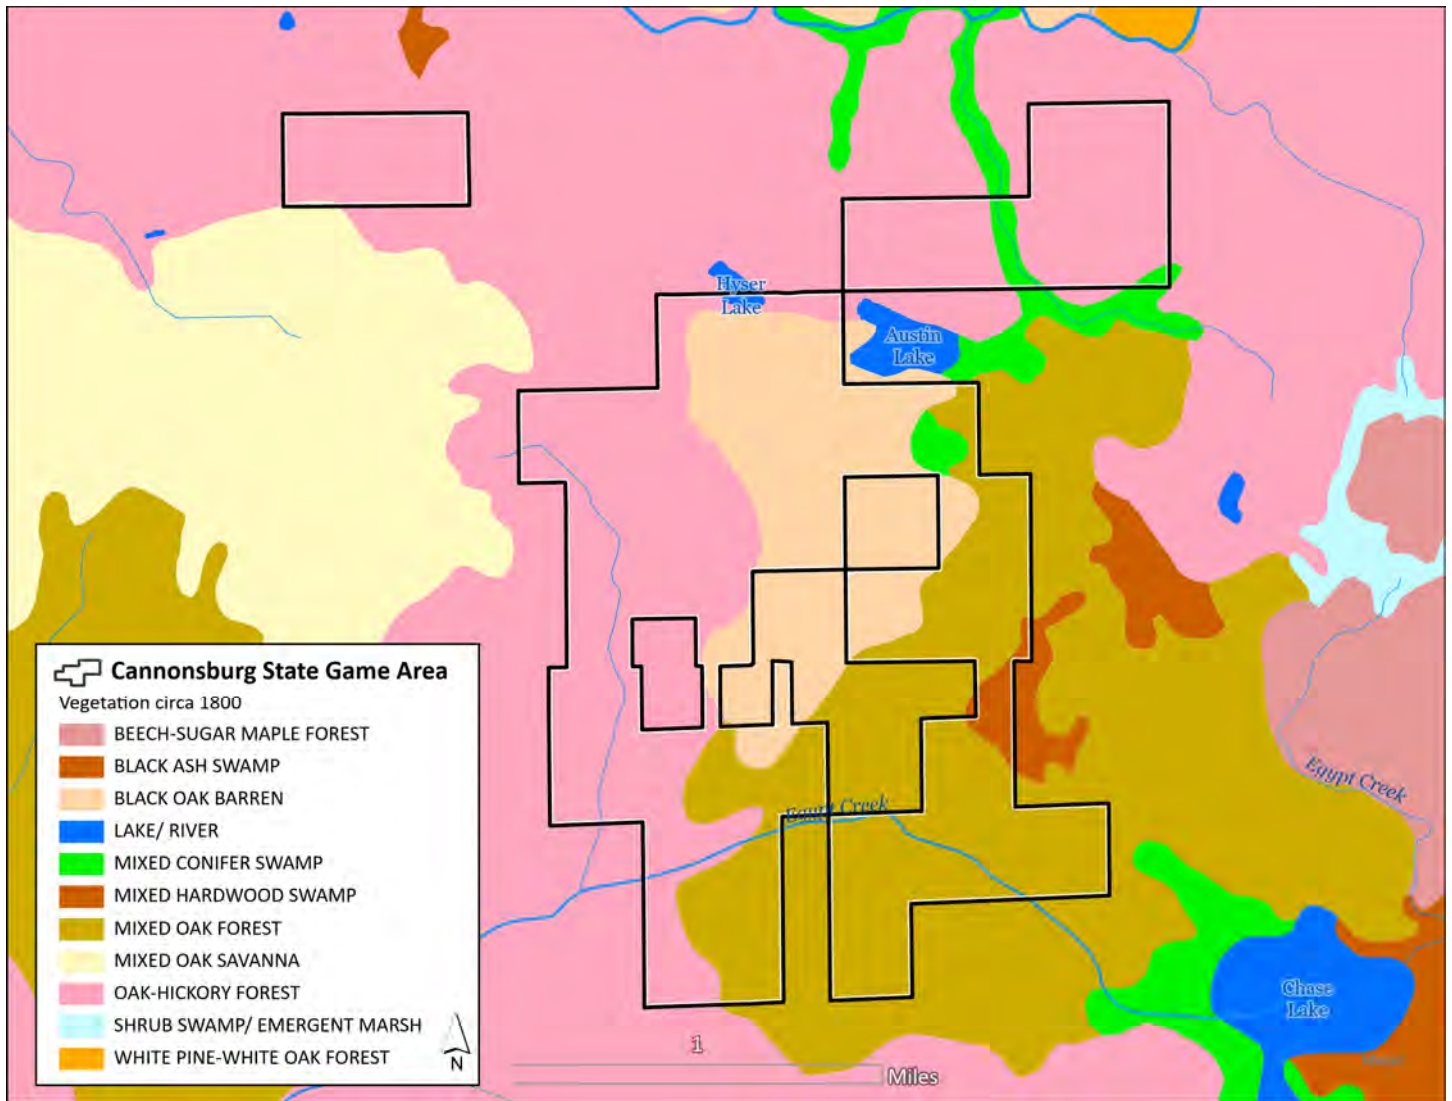 Hyser
Lake
Austin
Lake
Cannonsburg State Game Area
Vegetation circa 1800
BEECH-SUGAR MAPLE FOREST
BLACK ASH SWAMP
BLACK OAK BARREN
LAKE/ RIVER
MIXED CONIFER SWAMP
MIXED HARDWOOD SWAMP
MIXED OAK FOREST
MIXED OAK SAVANNA
OAK-HICKORY FOREST
SHRUB SWAMP/ EMERGENT MARSH
WHITE PINE-WHITE OAK FOREST
N
Egypt Creek
Egypt Creek
Chase
Lake
1
Miles